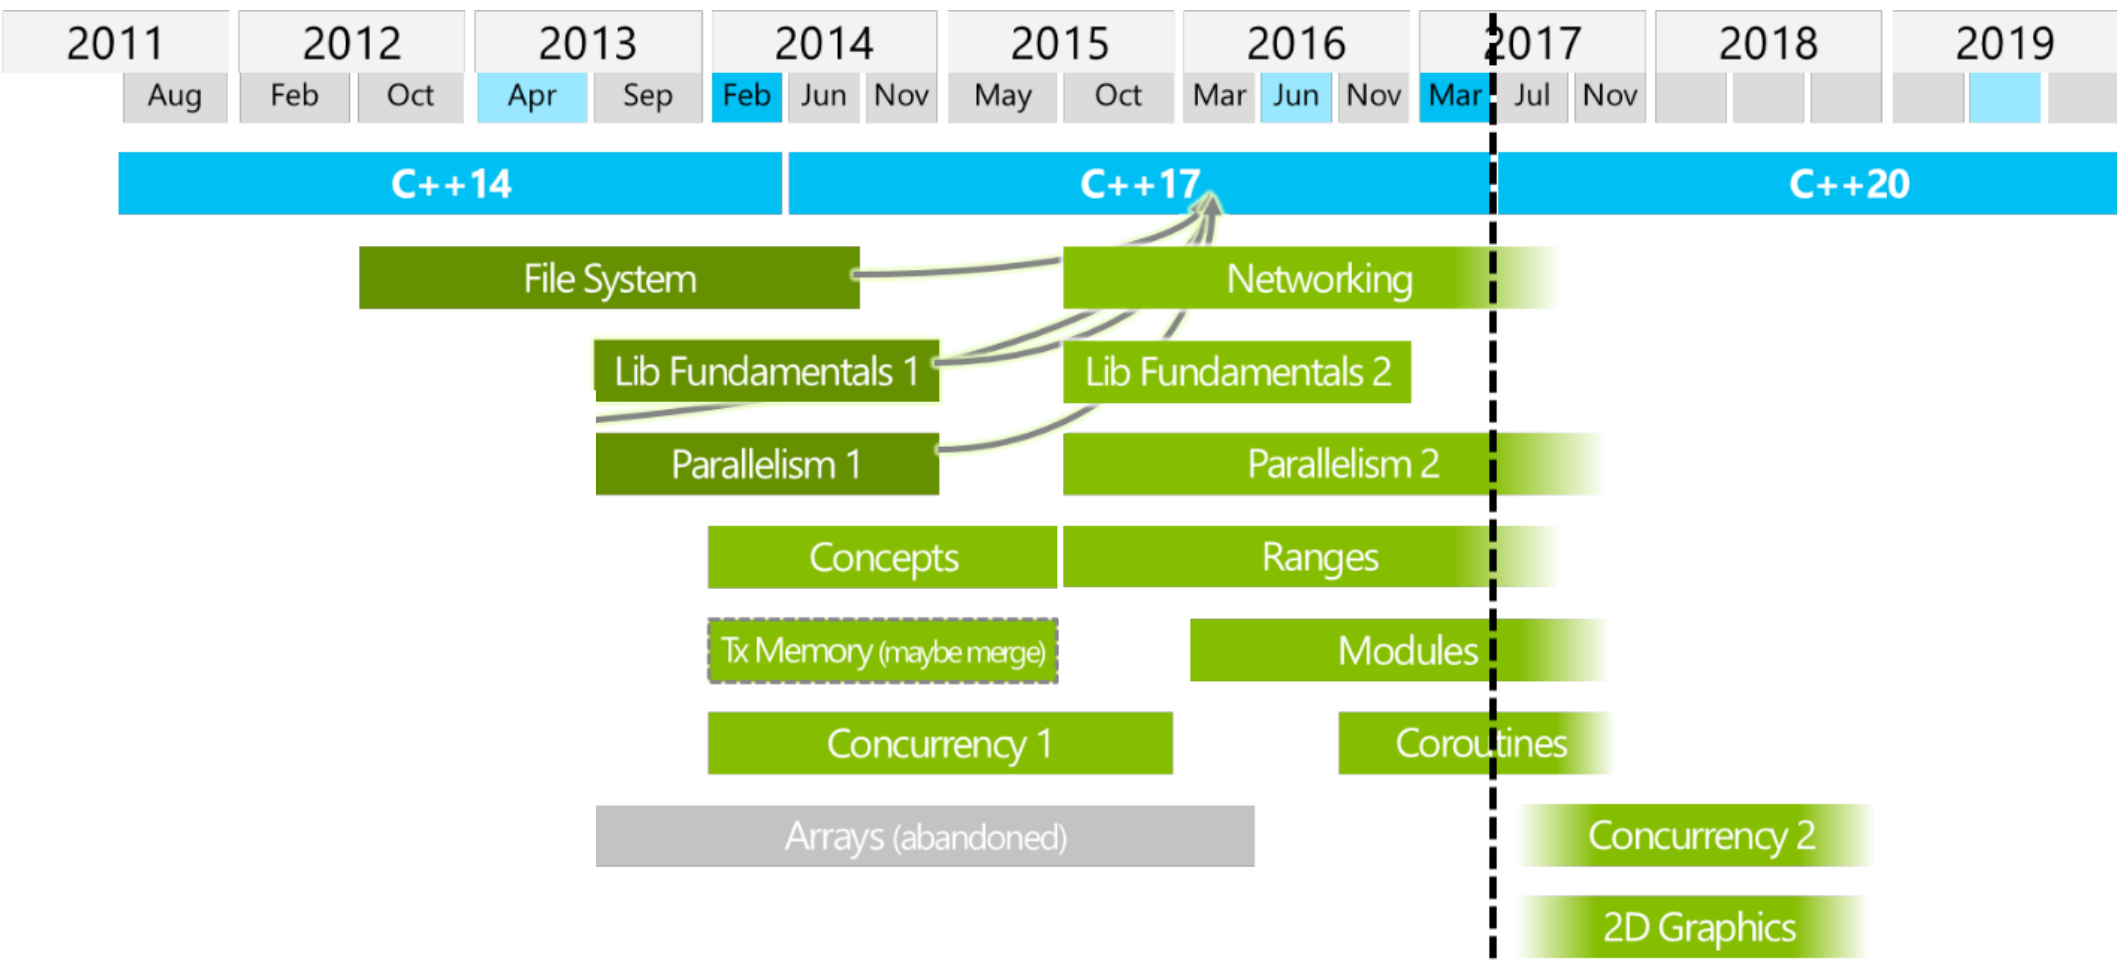 2011 2012 2013 2014 2015 2016 2017 2018 2019
Aug Feb Oct Apr Sep Feb Jun Nov May Oct Mar Jun Nov Mar Jul Nov
C++14 C++17 C++20
File System Networking
Lib Fundamentals 1 Lib Fundamentals 2
Parallelism 1 Parallelism 2
Concepts Ranges
Tx Memory (maybe merge) Modules
Concurrency 1 Coroutines
Arrays (abandoned) Concurrency 2
2D Graphics